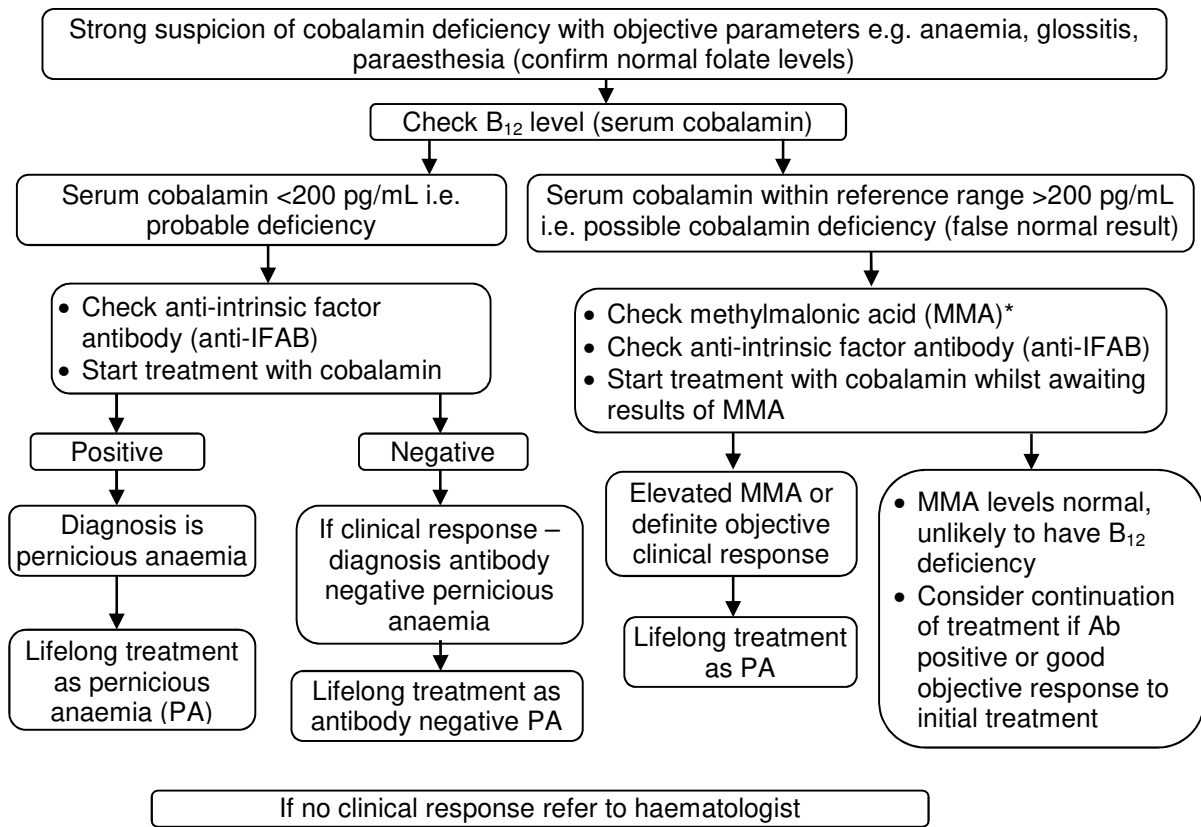 Strong suspicion of cobalamin deficiency with objective parameters e.g. anaemia, glossitis,
paraesthesia (confirm normal folate levels)
Check B₁₂ level (serum cobalamin)
Serum cobalamin <200 pg/mL i.e.
probable deficiency
Serum cobalamin within reference range >200 pg/mL
i.e. possible cobalamin deficiency (false normal result)
• Check anti-intrinsic factor
antibody (anti-IFAB)
• Start treatment with cobalamin
• Check methylmalonic acid (MMA)*
• Check anti-intrinsic factor antibody (anti-IFAB)
• Start treatment with cobalamin whilst awaiting
results of MMA
Positive
Negative
Diagnosis is
pernicious anaemia
If clinical response –
diagnosis antibody
negative pernicious
anaemia
Elevated MMA or
definite objective
clinical response
• MMA levels normal,
unlikely to have B₁₂
deficiency
• Consider continuation
of treatment if Ab
positive or good
objective response to
initial treatment
Lifelong treatment
as pernicious
anaemia (PA)
Lifelong treatment as
antibody negative PA
Lifelong treatment
as PA
If no clinical response refer to haematologist